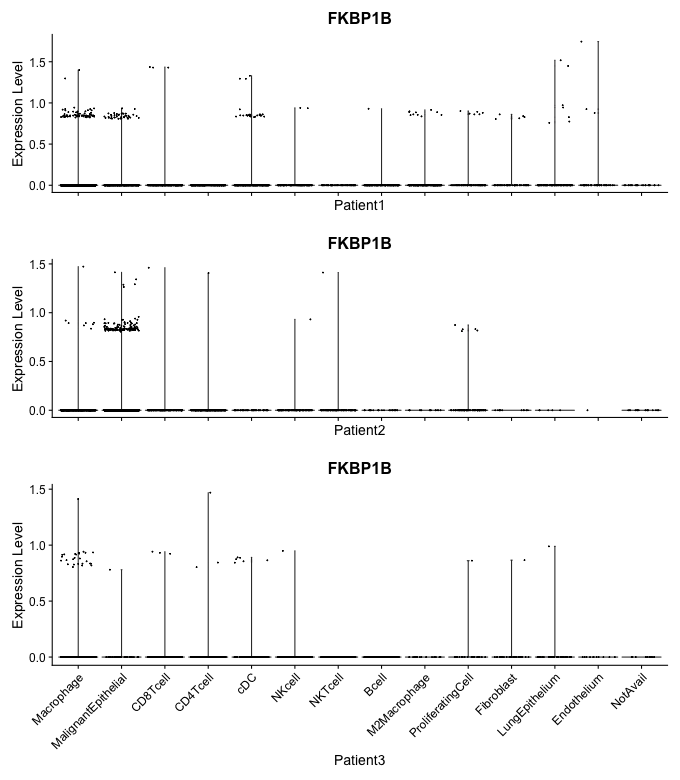 FKBP1B
Expression Level
1.5
1.0
0.5
0.0
Patient1
FKBP1B
Expression Level
1.5
1.0
0.5
0.0
Patient2
FKBP1B
Expression Level
1.5
1.0
0.5
0.0
Macrophage
MalignantEpithelial
CD8Tcell
CD4Tcell
cDC
NKcell
NKTcell
Bcell
M2Macrophage
ProliferatingCell
Fibroblast
LungEpithelium
Endothelium
NotAvail
Patient3